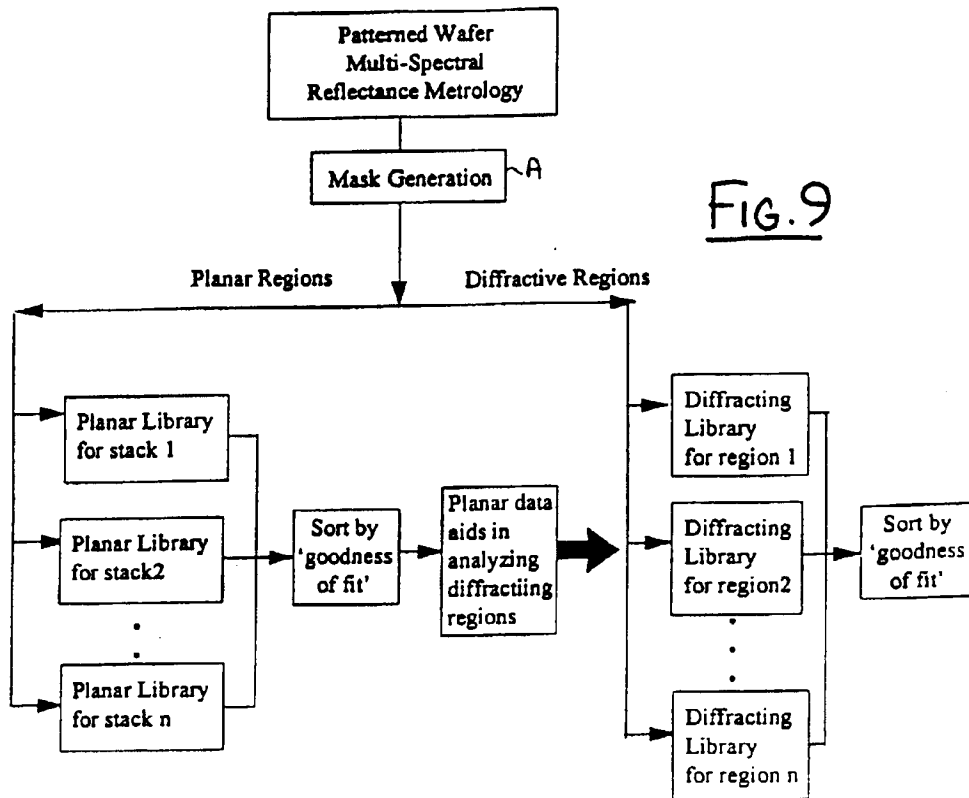 Patterned Wafer
Multi-Spectral
Reflectance Metrology
Mask Generation
A
FIG. 9
Planar Regions
Diffractive Regions
Planar Library
for stack 1
Planar Library
for stack2
Planar Library
for stack n
Sort by
'goodness
of fit'
Planar data
aids in
analyzing
diffractiing
regions
Diffracting
Library
for region 1
Diffracting
Library
for region2
Diffracting
Library
for region n
Sort by
'goodness
of fit'